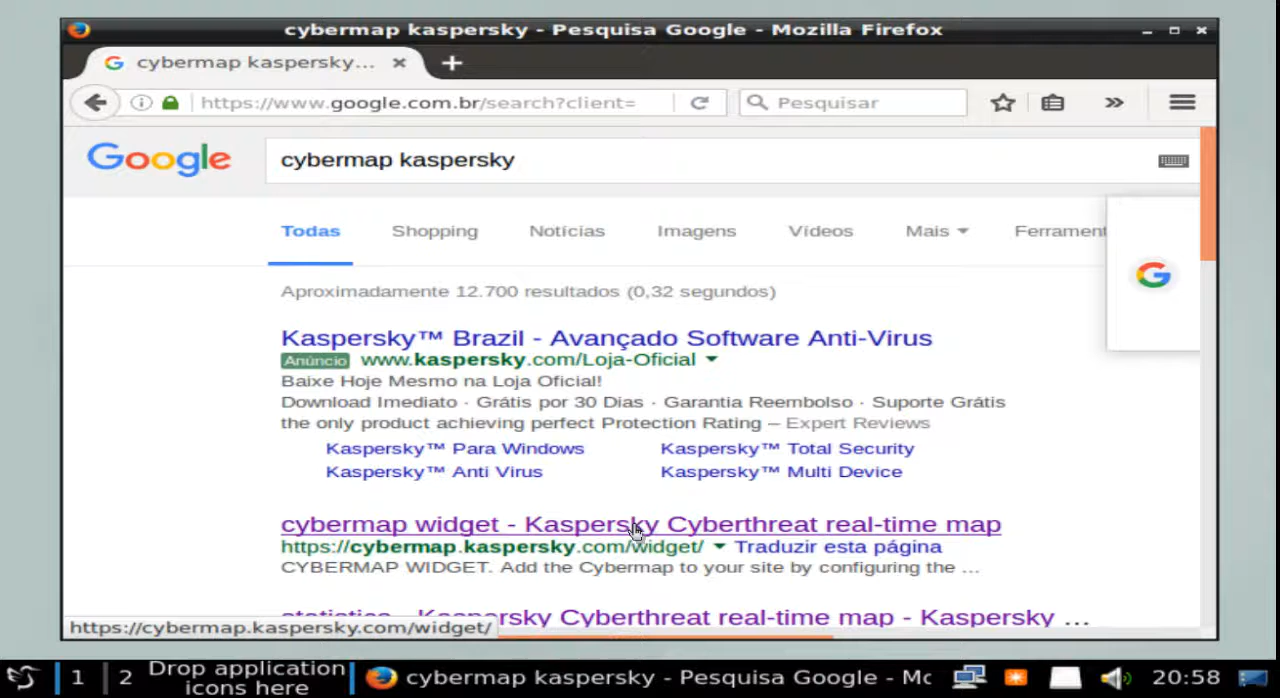 cybermap kaspersky - Pesquisa Google - Mozilla Firefox
cybermap kaspersky...
https://www.google.com.br/search?client=
Pesquisar
Google
cybermap kaspersky
Todas Shopping Notícias Imagens Vídeos Mais Ferrament
Aproximadamente 12.700 resultados (0,32 segundos)
Kaspersky™ Brazil - Avançado Software Anti-Virus
Anúncio www.kaspersky.com/Loja-Oficial
Baixe Hoje Mesmo na Loja Oficial!
Download Imediato · Grátis por 30 Dias · Garantia Reembolso · Suporte Grátis
the only product achieving perfect Protection Rating – Expert Reviews
Kaspersky™ Para Windows Kaspersky™ Total Security
Kaspersky™ Anti Virus Kaspersky™ Multi Device
cybermap widget - Kaspersky Cyberthreat real-time map
https://cybermap.kaspersky.com/widget/ Traduzir esta página
CYBERMAP WIDGET. Add the Cybermap to your site by configuring the ...
statistics - Kaspersky Cyberthreat real-time map - Kaspersky ...
https://cybermap.kaspersky.com/widget/
1 2 Drop application icons here cybermap kaspersky - Pesquisa Google - Mo 20:58